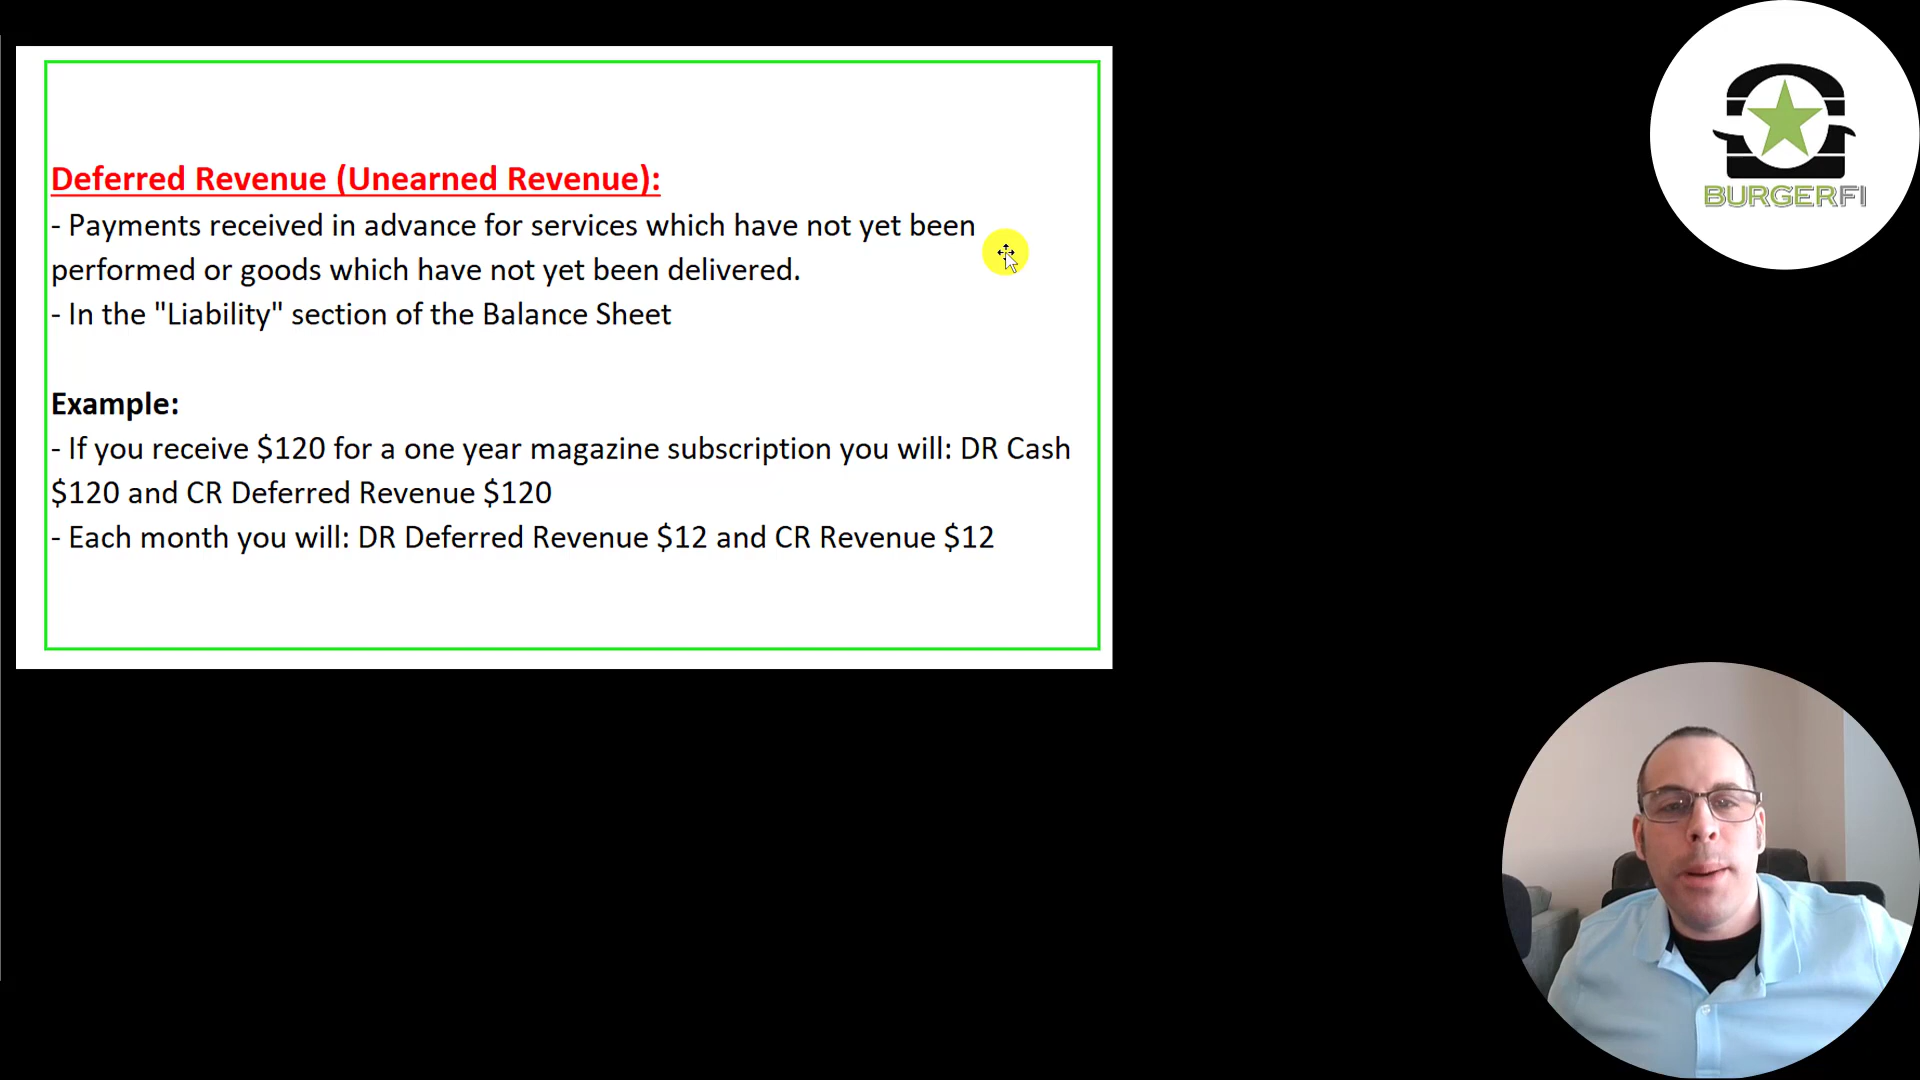 Deferred Revenue (Unearned Revenue):
- Payments received in advance for services which have not yet been
performed or goods which have not yet been delivered.
- In the "Liability" section of the Balance Sheet
Example:
- If you receive $120 for a one year magazine subscription you will: DR Cash
$120 and CR Deferred Revenue $120
- Each month you will: DR Deferred Revenue $12 and CR Revenue $12
BURGERFI